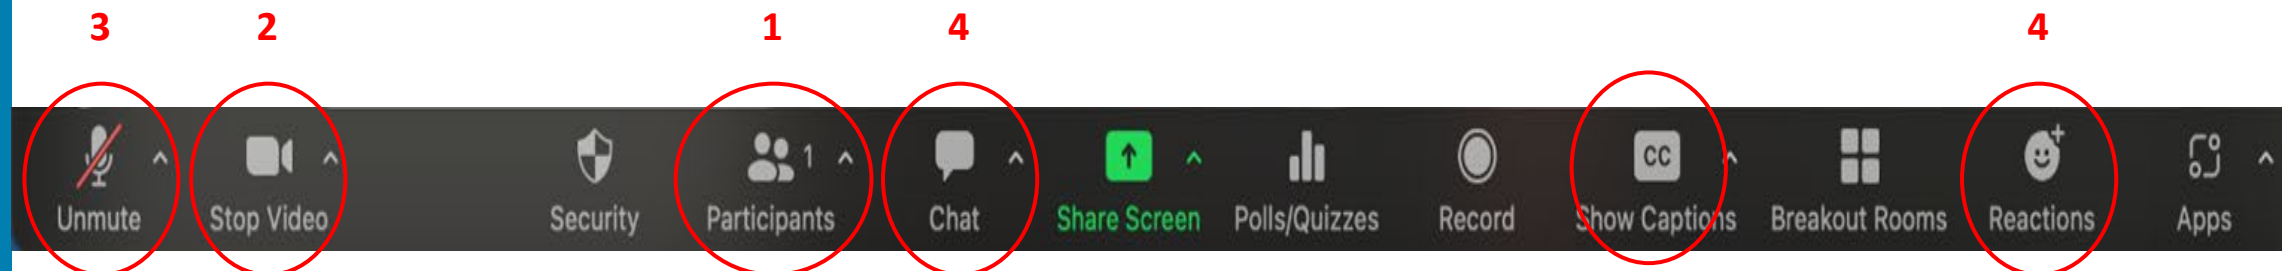 3 2 1 4 4
1
CC
Unmute Stop Video Security Participants Chat Share Screen Polls/Quizzes Record Show Captions Breakout Rooms Reactions Apps